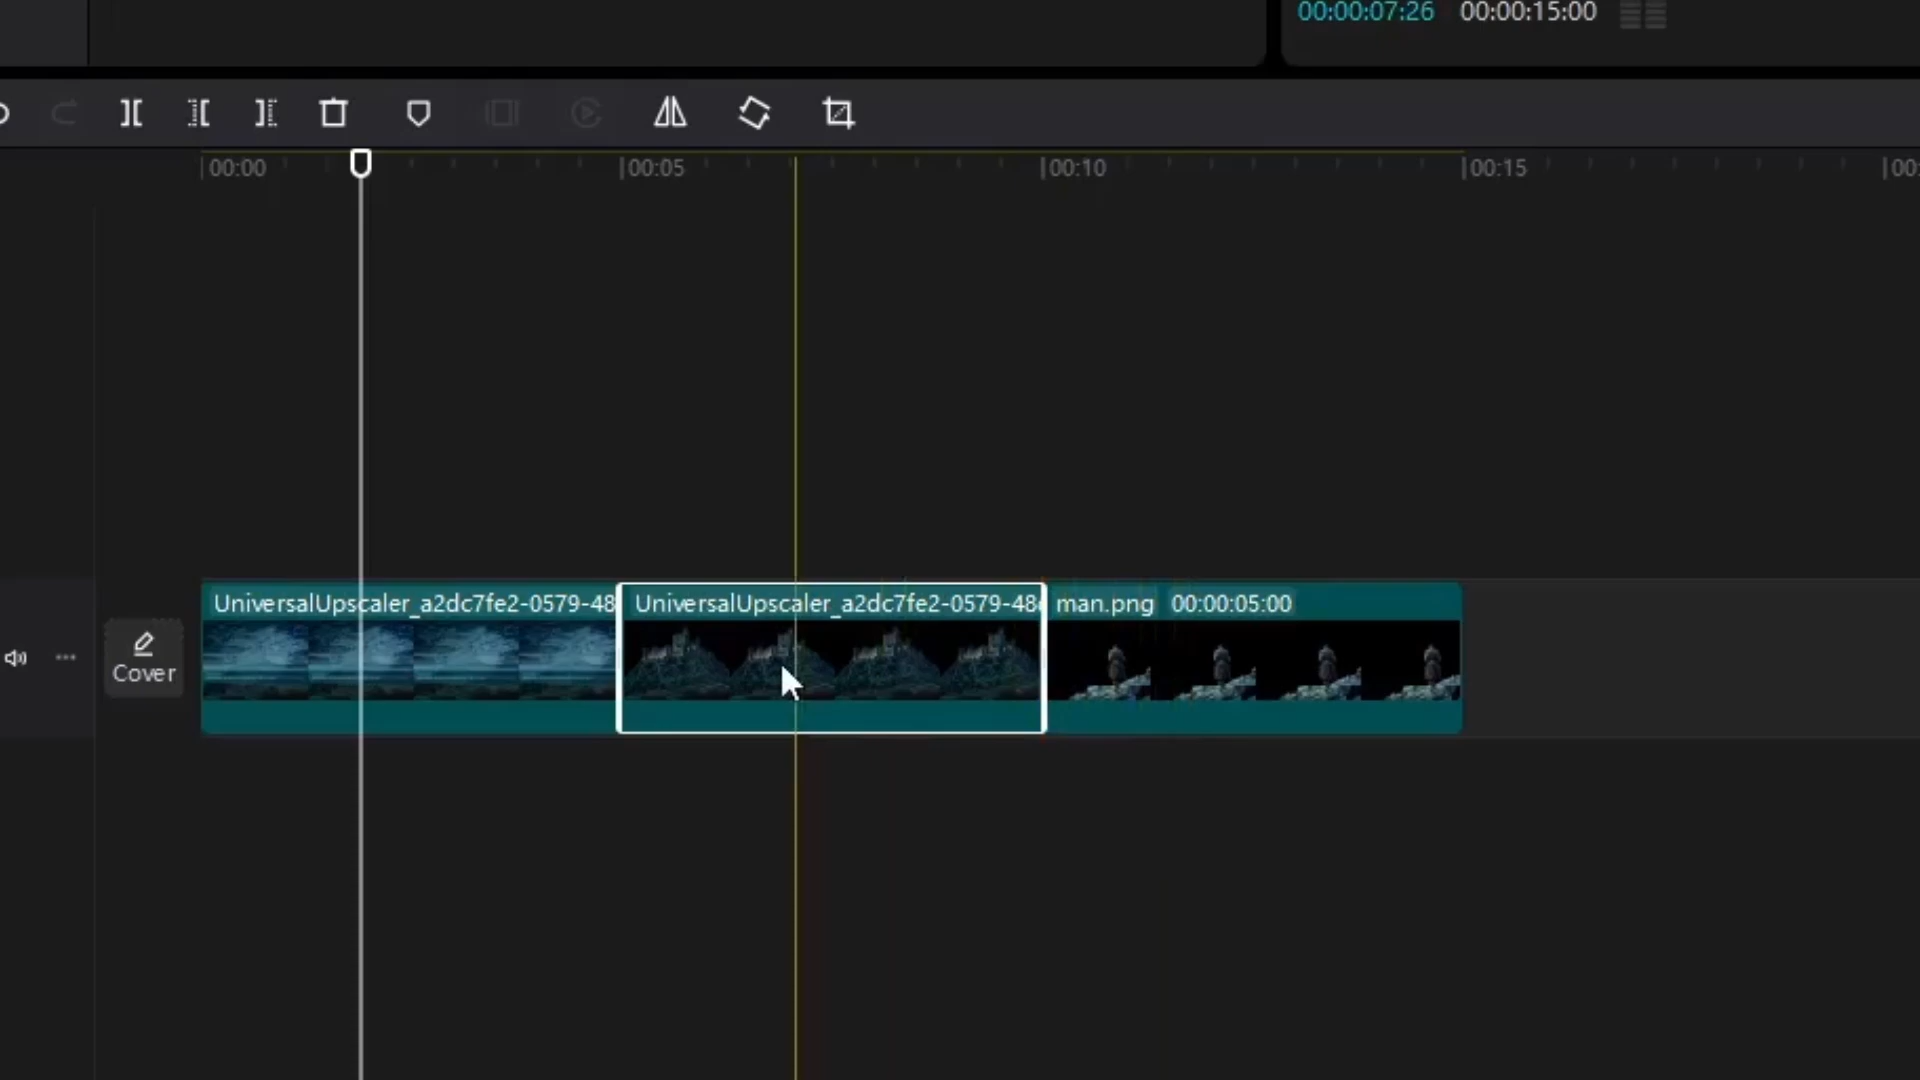 00:00:07:26 00:00:15:00
00:00 00:05 00:10 00:15 00:
UniversalUpscaler_a2dc7fe2-0579-48 UniversalUpscaler_a2dc7fe2-0579-48 man.png 00:00:05:00
Cover